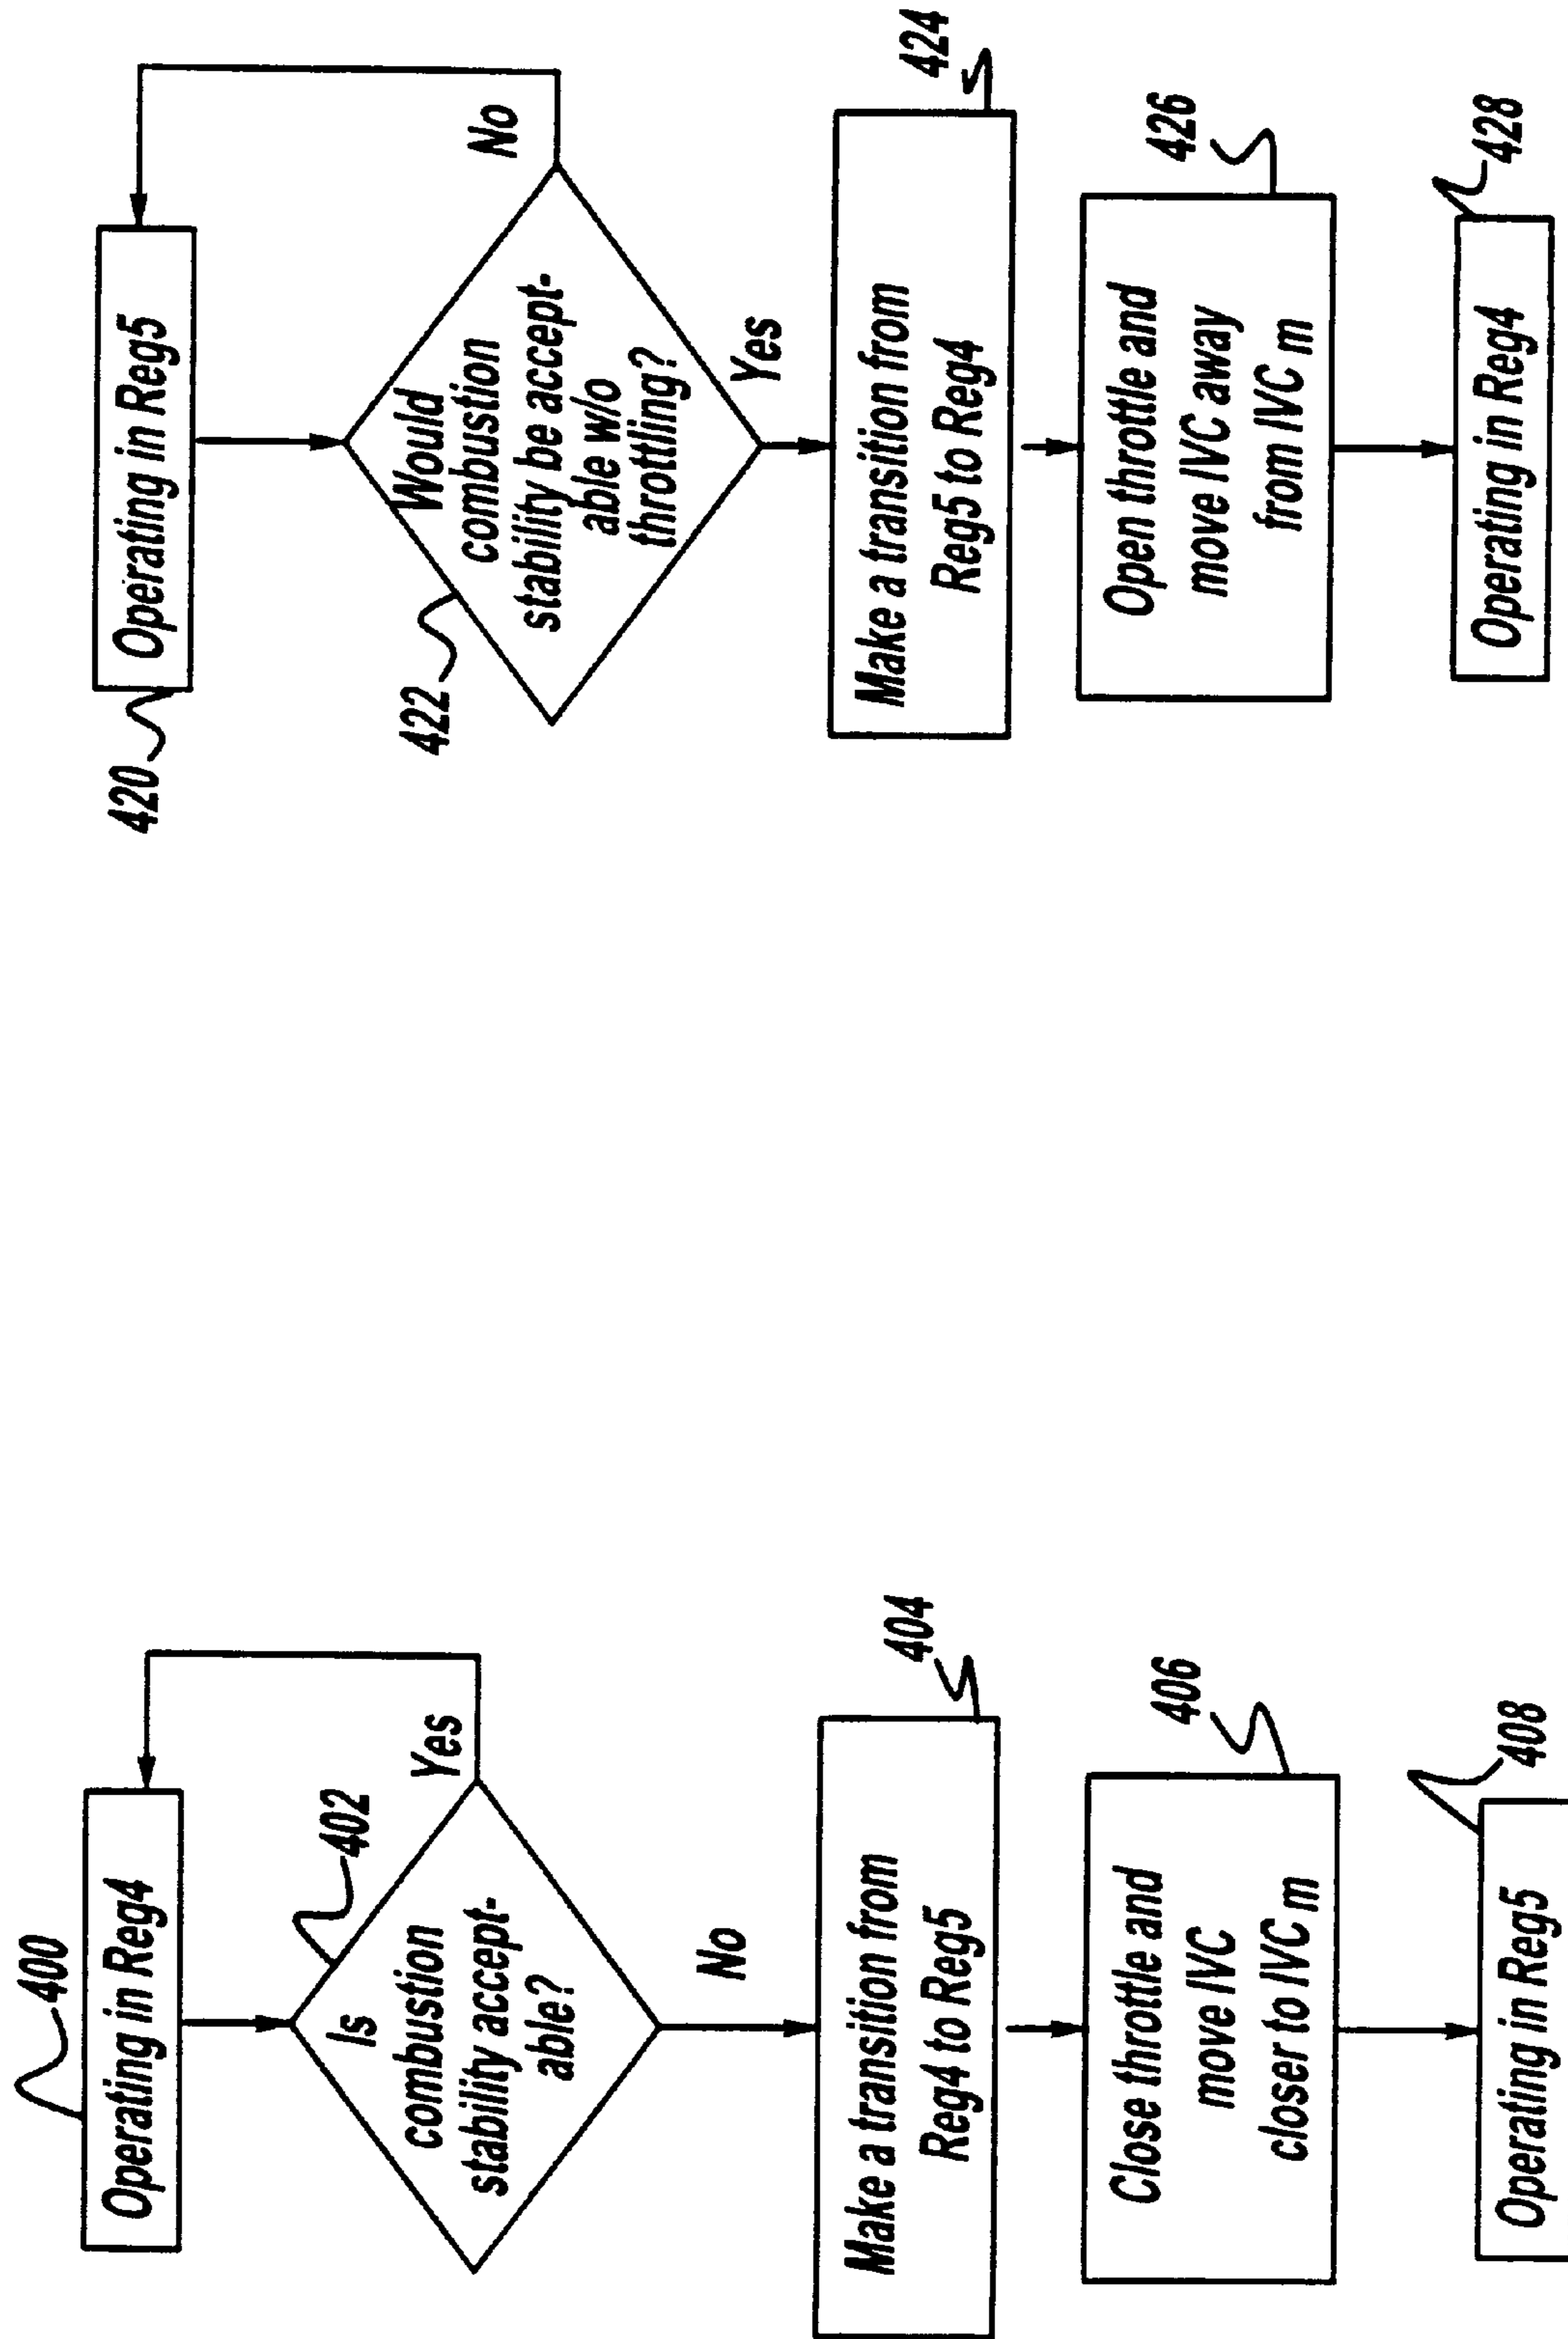 400
Operating in Reg4
402
Is
combustion
stability accept-
able?
Yes
No
404
Make a transition from
Reg4 to Reg5
406
Close throttle and
move IVC
closer to IVC m
408
Operating in Reg5
420
Operating in Reg5
422
Would
combustion
stability be accept-
able w/o
throttling?
No
Yes
424
Make a transition from
Reg5 to Reg4
426
Open throttle and
move IVC away
from IVC m
428
Operating in Reg4